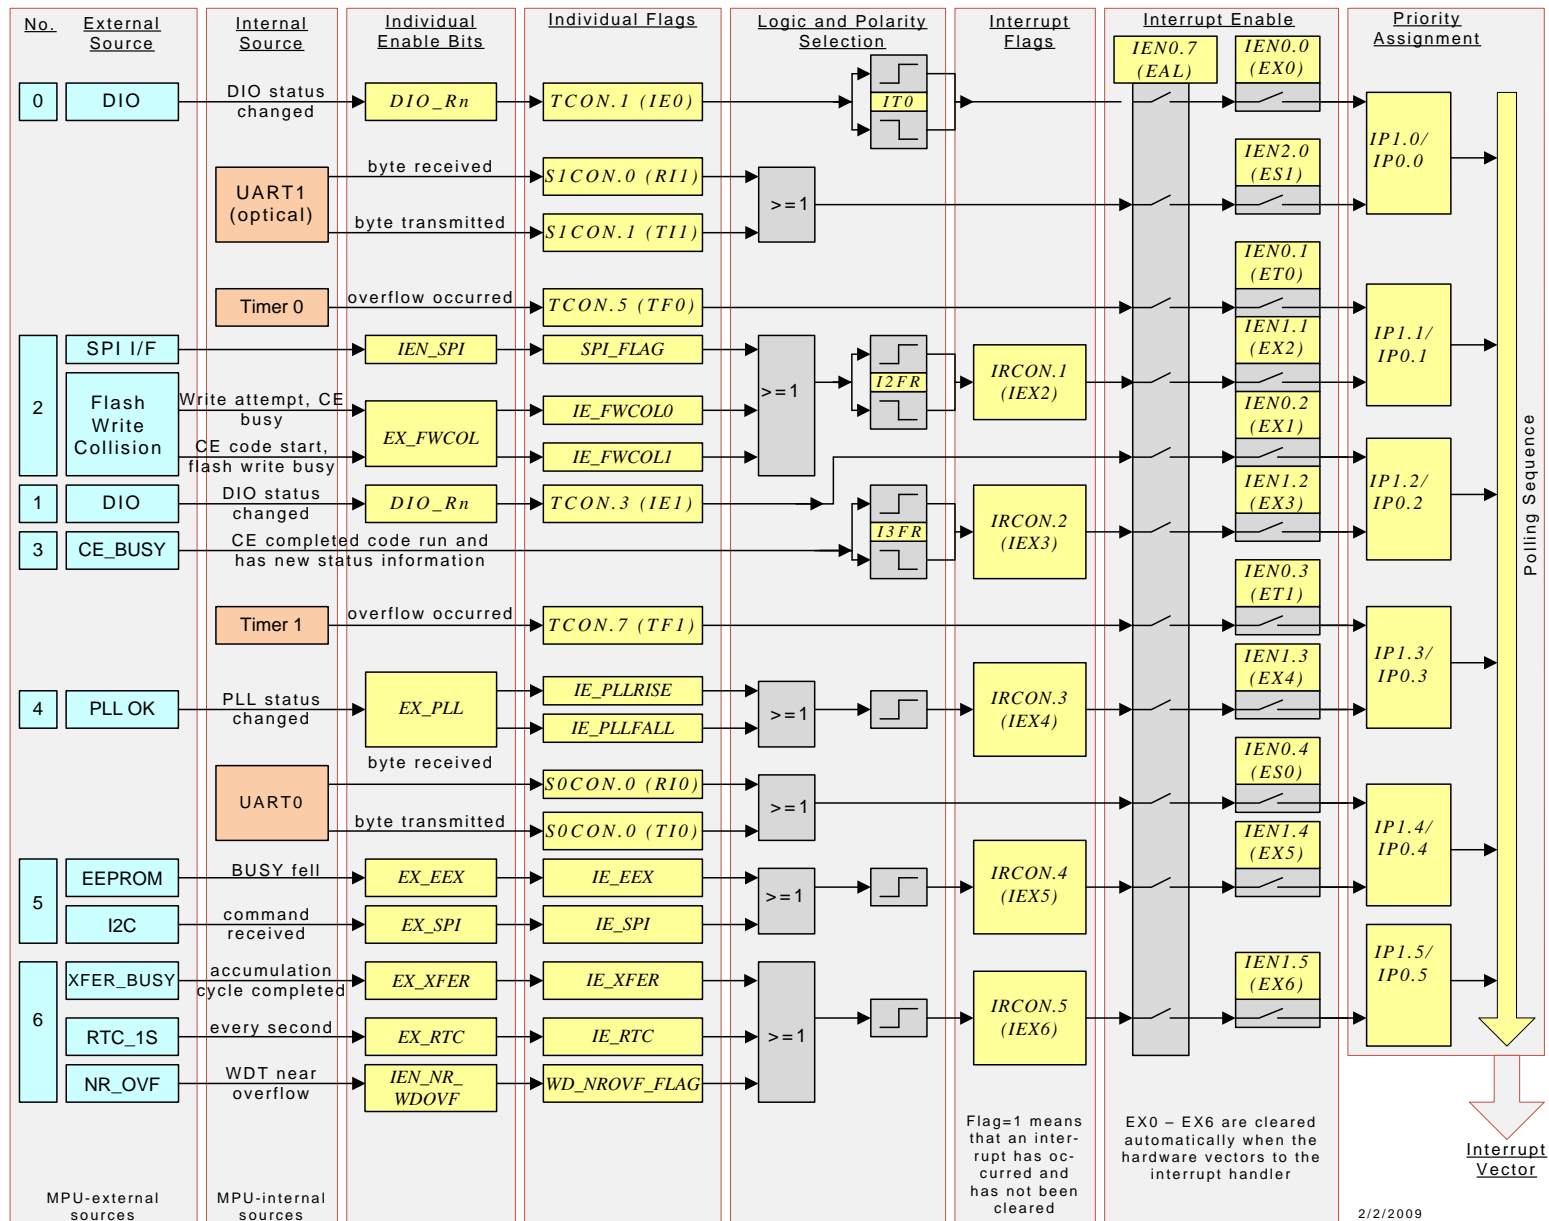 No.
External
Source
Internal
Source
Individual
Enable Bits
Individual Flags
Logic and Polarity
Selection
Interrupt
Flags
Interrupt Enable
Priority
Assignment
IEN0.7
(EAL)
IEN0.0
(EX0)
0
DIO
DIO status
changed
DIO_Rn
TCON.1 (IE0)
IT0
IP1.0/
IP0.0
UART1
(optical)
byte received
S1CON.0 (RI1)
byte transmitted
S1CON.1 (TI1)
>=1
IEN2.0
(ES1)
IEN0.1
(ET0)
Timer 0
overflow occurred
TCON.5 (TF0)
IP1.1/
IP0.1
2
SPI I/F
IEN_SPI
SPI_FLAG
IEN1.1
(EX2)
Flash
Write
Collision
Write attempt, CE
busy
CE code start,
flash write busy
EX_FWCOL
IE_FWCOL0
IE_FWCOL1
>=1
I2FR
IRCON.1
(IEX2)
IEN0.2
(EX1)
1
DIO
DIO status
changed
DIO_Rn
TCON.3 (IE1)
IEN1.2
(EX3)
IP1.2/
IP0.2
3
CE_BUSY
CE completed code run and
has new status information
I3FR
IRCON.2
(IEX3)
IEN0.3
(ET1)
Timer 1
overflow occurred
TCON.7 (TF1)
IP1.3/
IP0.3
4
PLL OK
PLL status
changed
EX_PLL
IE_PLLRISE
IE_PLLFALL
>=1
IRCON.3
(IEX4)
IEN1.3
(EX4)
UART0
byte received
S0CON.0 (RI0)
byte transmitted
S0CON.0 (TI0)
>=1
IEN0.4
(ES0)
IP1.4/
IP0.4
5
EEPROM
BUSY fell
EX_EEX
IE_EEX
I2C
command
received
EX_SPI
IE_SPI
>=1
IRCON.4
(IEX5)
IEN1.4
(EX5)
6
XFER_BUSY
accumulation
cycle completed
EX_XFER
IE_XFER
RTC_1S
every second
EX_RTC
IE_RTC
NR_OVF
WDT near
overflow
IEN_NR_
WDOVF
WD_NROVF_FLAG
>=1
IRCON.5
(IEX6)
IEN1.5
(EX6)
IP1.5/
IP0.5
Polling Sequence
Flag=1 means
that an inter-
rupt has oc-
curred and
has not been
cleared
EX0 – EX6 are cleared
automatically when the
hardware vectors to the
interrupt handler
Interrupt
Vector
MPU-external
sources
MPU-internal
sources
2/2/2009